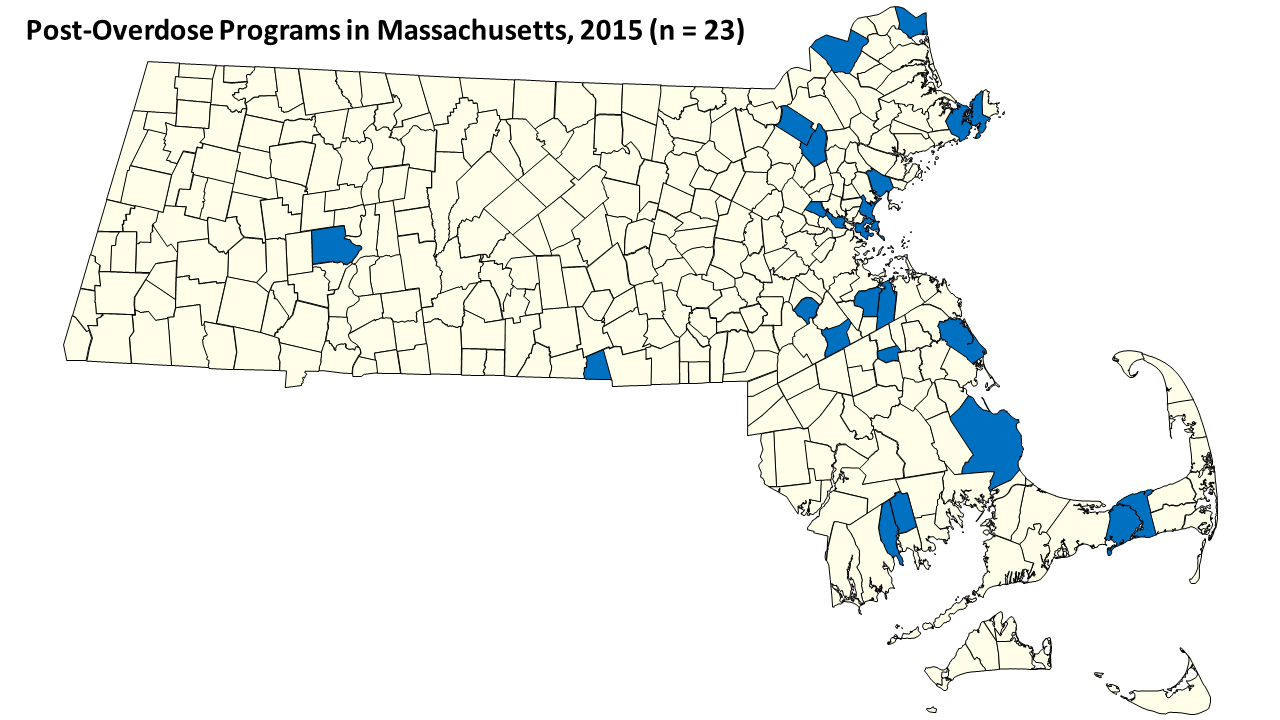 Post-Overdose Programs in Massachusetts, 2015 (n = 23)